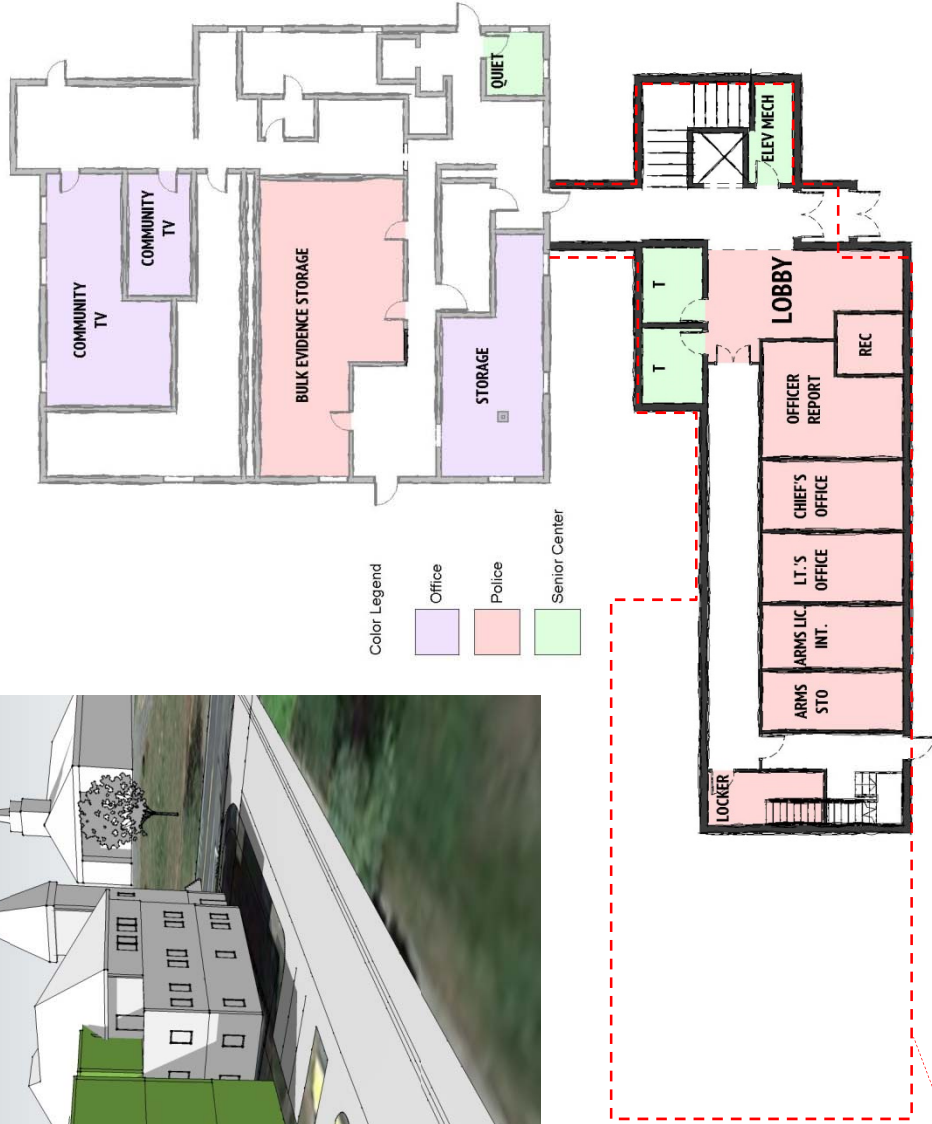 COMMUNITY
TV
COMMUNITY
TV
BULK EVIDENCE STORAGE
STORAGE
QUIET
Color Legend
Office
Police
Senior Center
ELEV MECH
T
T
LOBBY
REC
OFFICER
REPORT
CHIEF'S
OFFICE
LT.'S
OFFICE
ARMS LIC.
INT.
ARMS
STO
LOCKER